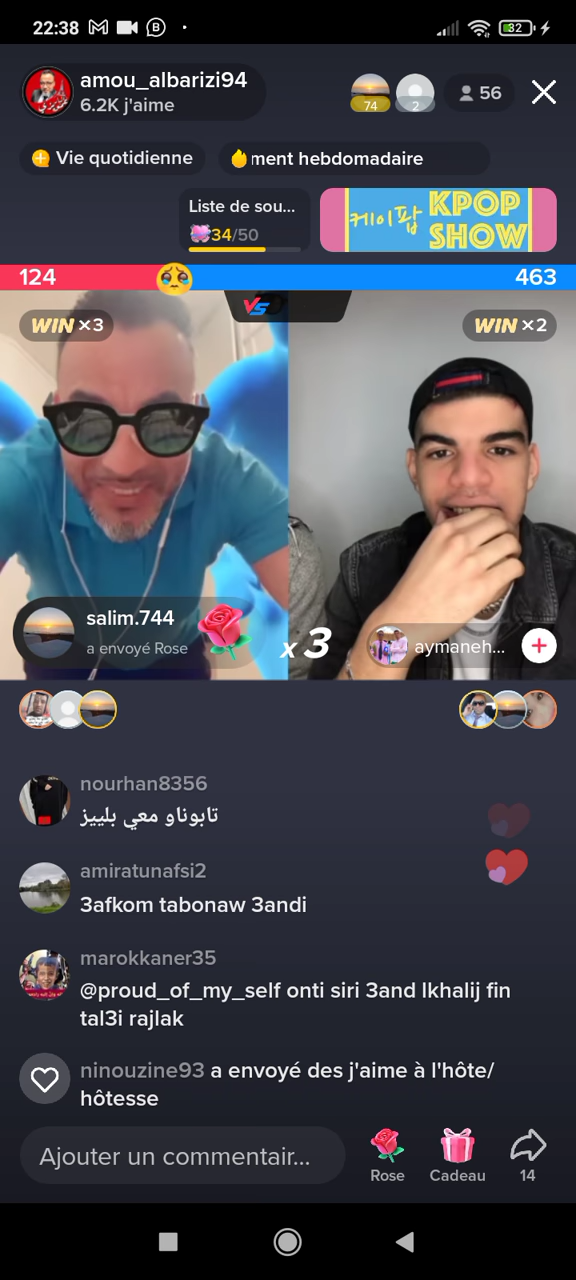 22:38
32
amou_albarizi94
6.2K j'aime
74
2
56
Vie quotidienne
ment hebdomadaire
Liste de sou...
34/50
케이팝
KPOP
SHOW
124
463
VS
WIN ×3
WIN ×2
salim.744
a envoyé Rose
x 3
aymaneh...
nourhan8356
تابوناو معي بلييز
amiratunafsi2
3afkom tabonaw 3andi
marokkaner35
@proud_of_my_self onti siri 3and lkhalij fin
tal3i rajlak
ninouzine93 a envoyé des j'aime à l'hôte/
hôtesse
Ajouter un commentair...
Rose
Cadeau
14